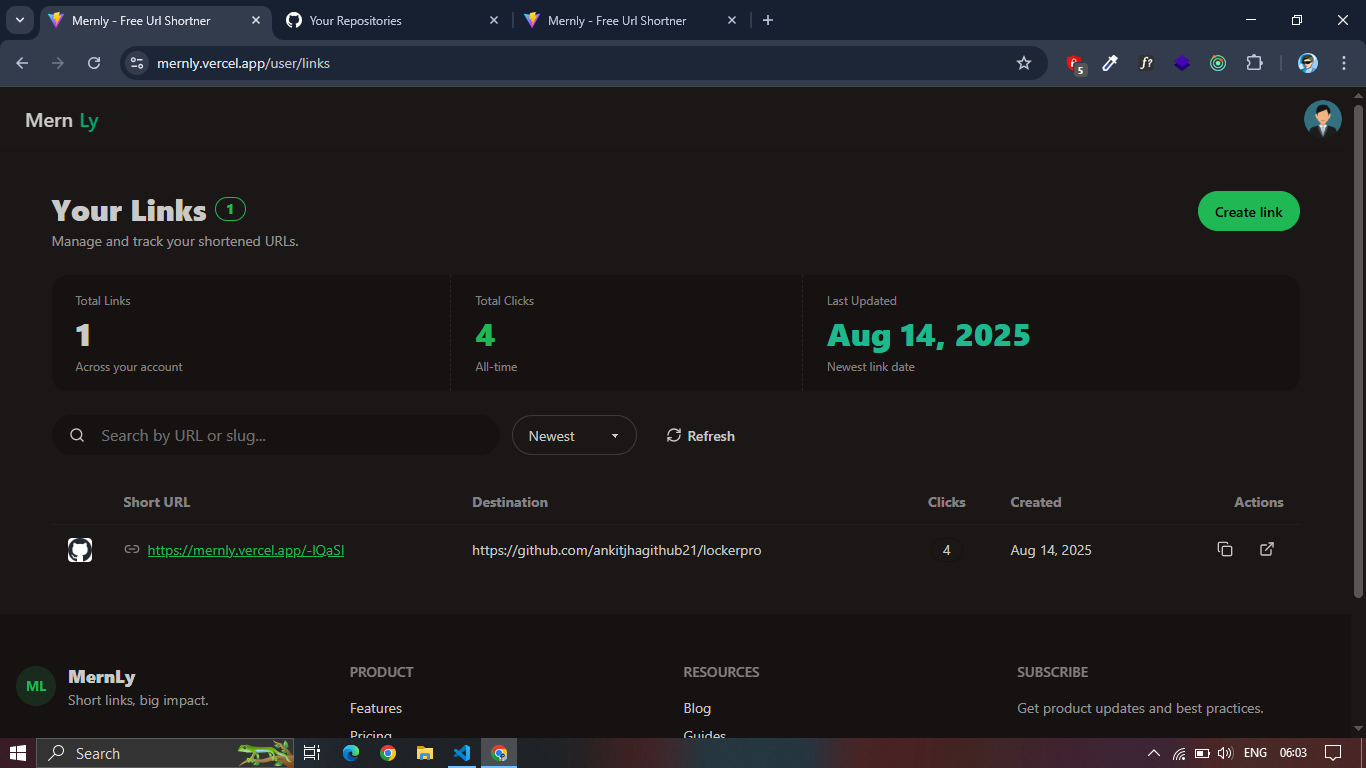 Mernly - Free Url Shortner
Your Repositories
Mernly - Free Url Shortner
mernly.vercel.app/user/links
5
f?
Mern Ly
Your Links 1
Create link
Manage and track your shortened URLs.
Total Links
Total Clicks
Last Updated
1
4
Aug 14, 2025
Across your account
All-time
Newest link date
Search by URL or slug...
Newest
Refresh
Short URL
Destination
Clicks
Created
Actions
https://mernly.vercel.app/-IQaSl
https://github.com/ankitjhagithub21/lockerpro
4
Aug 14, 2025
ML
MernLy
Short links, big impact.
PRODUCT
RESOURCES
SUBSCRIBE
Features
Blog
Get product updates and best practices.
Pricing
Guides
Search
ENG
06:03